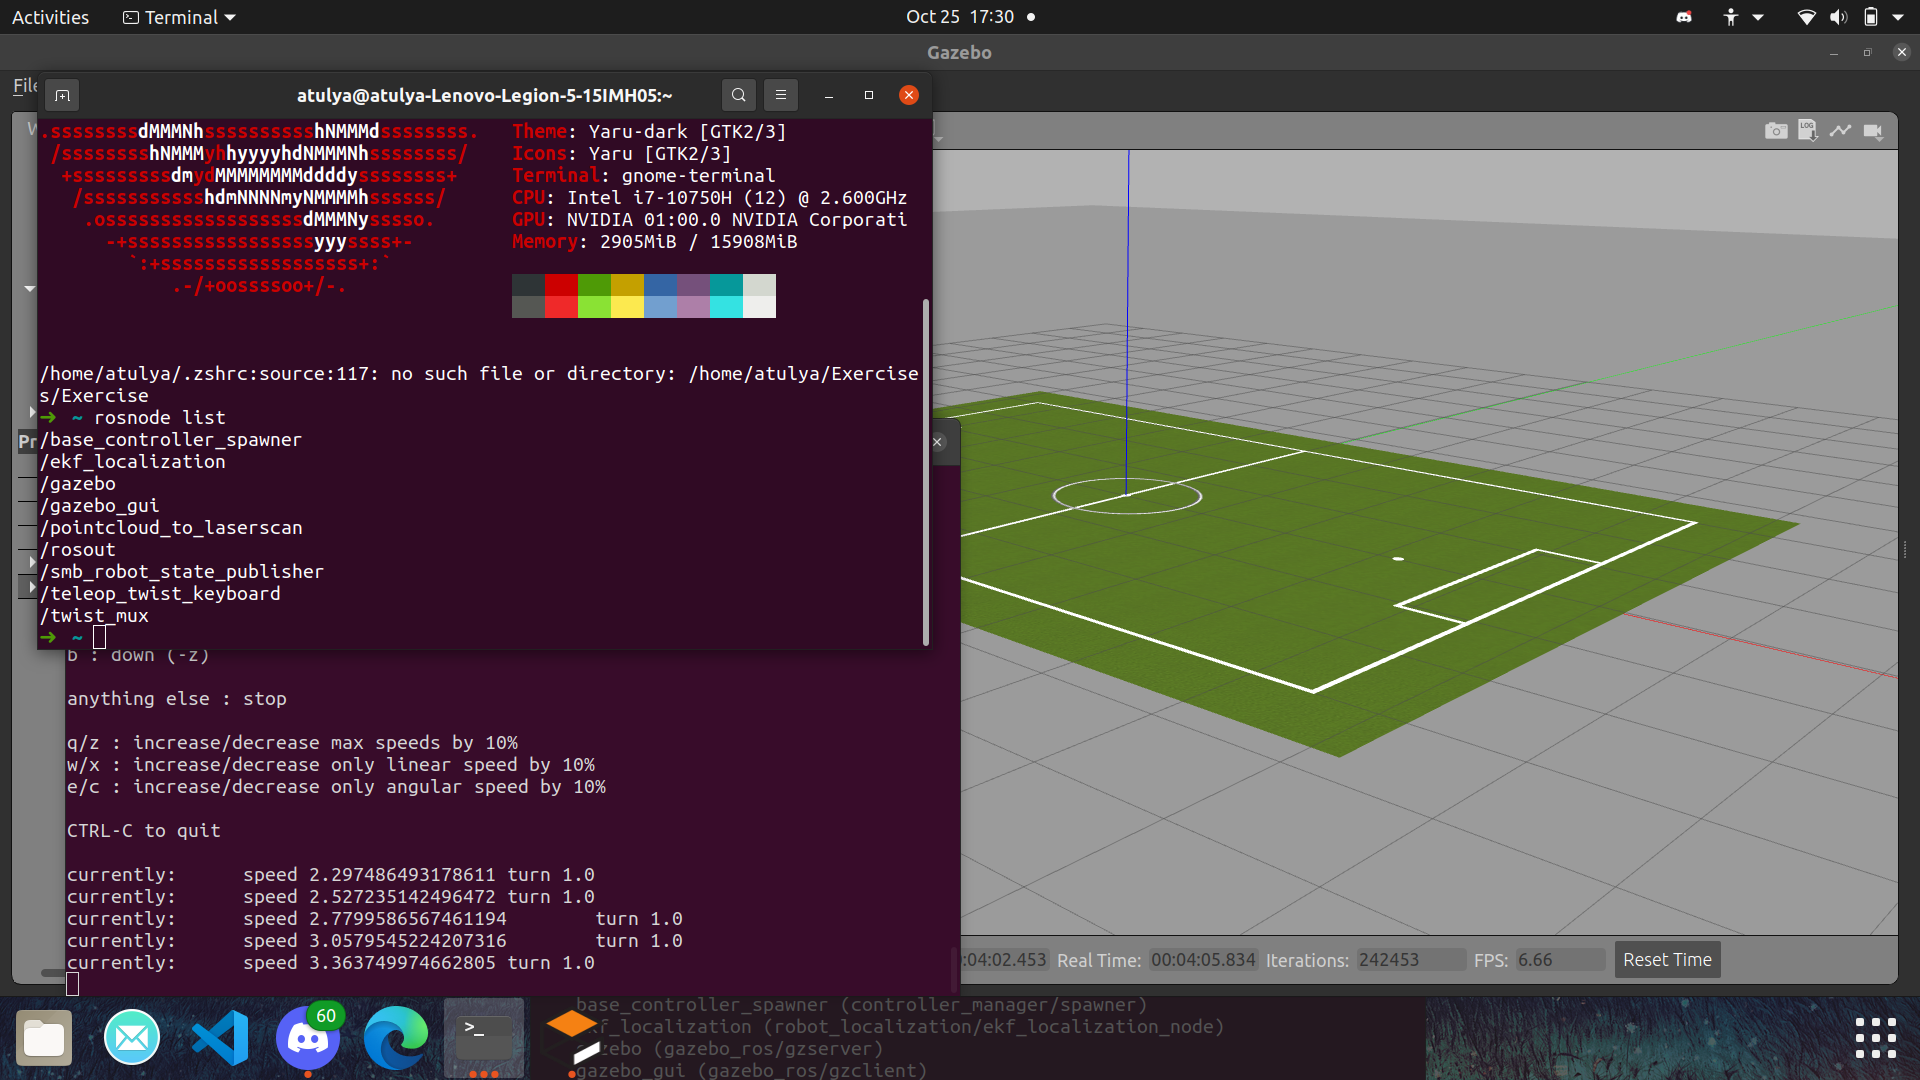 Activities
Terminal
Oct 25 17:30
Gazebo
File
atulya@atulya-Lenovo-Legion-5-15IMH05:~
W
LOG
.ssssssssdMMMNhsssssssssshNMMMdssssssss.
Theme: Yaru-dark [GTK2/3]
/sssssssshNMMMyhhyyyyhdNMMMNhssssssss/
Icons: Yaru [GTK2/3]
+sssssssssdmydMMMMMMMMddddyssssssss+
Terminal: gnome-terminal
/ssssssssssshdmNNNNmyNMMMMhssssss/
CPU: Intel i7-10750H (12) @ 2.600GHz
.ossssssssssssssssssdMMMNysssso.
GPU: NVIDIA 01:00.0 NVIDIA Corporati
-+sssssssssssssssssyyyssss+-
Memory: 2905MiB / 15908MiB
`:+ssssssssssssssssss+:`
.-/+oossssoo+/-.
/home/atulya/.zshrc:source:117: no such file or directory: /home/atulya/Exercise
s/Exercise
➜ ~ rosnode list
/base_controller_spawner
/ekf_localization
/gazebo
/gazebo_gui
/pointcloud_to_laserscan
/rosout
/smb_robot_state_publisher
/teleop_twist_keyboard
/twist_mux
➜ ~
Pr
b : down (-z)
anything else : stop
q/z : increase/decrease max speeds by 10%
w/x : increase/decrease only linear speed by 10%
e/c : increase/decrease only angular speed by 10%
CTRL-C to quit
currently: speed 2.297486493178611 turn 1.0
currently: speed 2.527235142496472 turn 1.0
currently: speed 2.7799586567461194 turn 1.0
currently: speed 3.0579545224207316 turn 1.0
currently: speed 3.363749974662805 turn 1.0
:04:02.453 Real Time: 00:04:05.834 Iterations: 242453 FPS: 6.66 Reset Time
60
>_
base_controller_spawner (controller_manager/spawner)
kf_localization (robot_localization/ekf_localization_node)
zebo (gazebo_ros/gzserver)
gazebo_gui (gazebo_ros/gzclient)